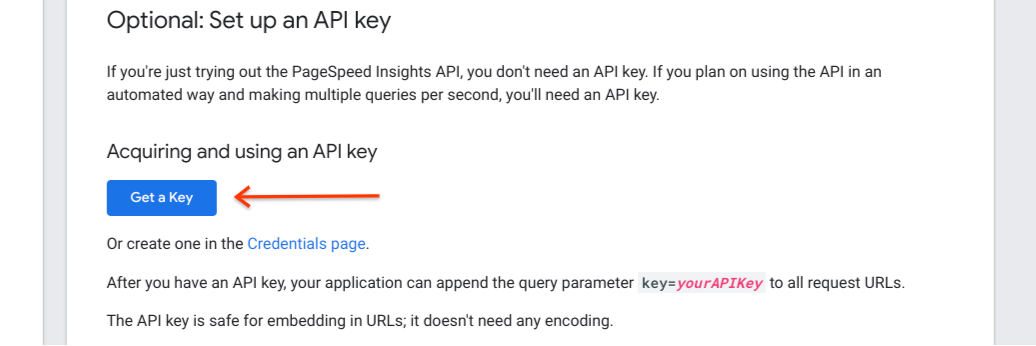 Optional: Set up an API key
If you're just trying out the PageSpeed Insights API, you don't need an API key. If you plan on using the API in an
automated way and making multiple queries per second, you'll need an API key.
Acquiring and using an API key
Get a Key
Or create one in the Credentials page.
After you have an API key, your application can append the query parameter key=yourAPIKey to all request URLs.
The API key is safe for embedding in URLs; it doesn't need any encoding.